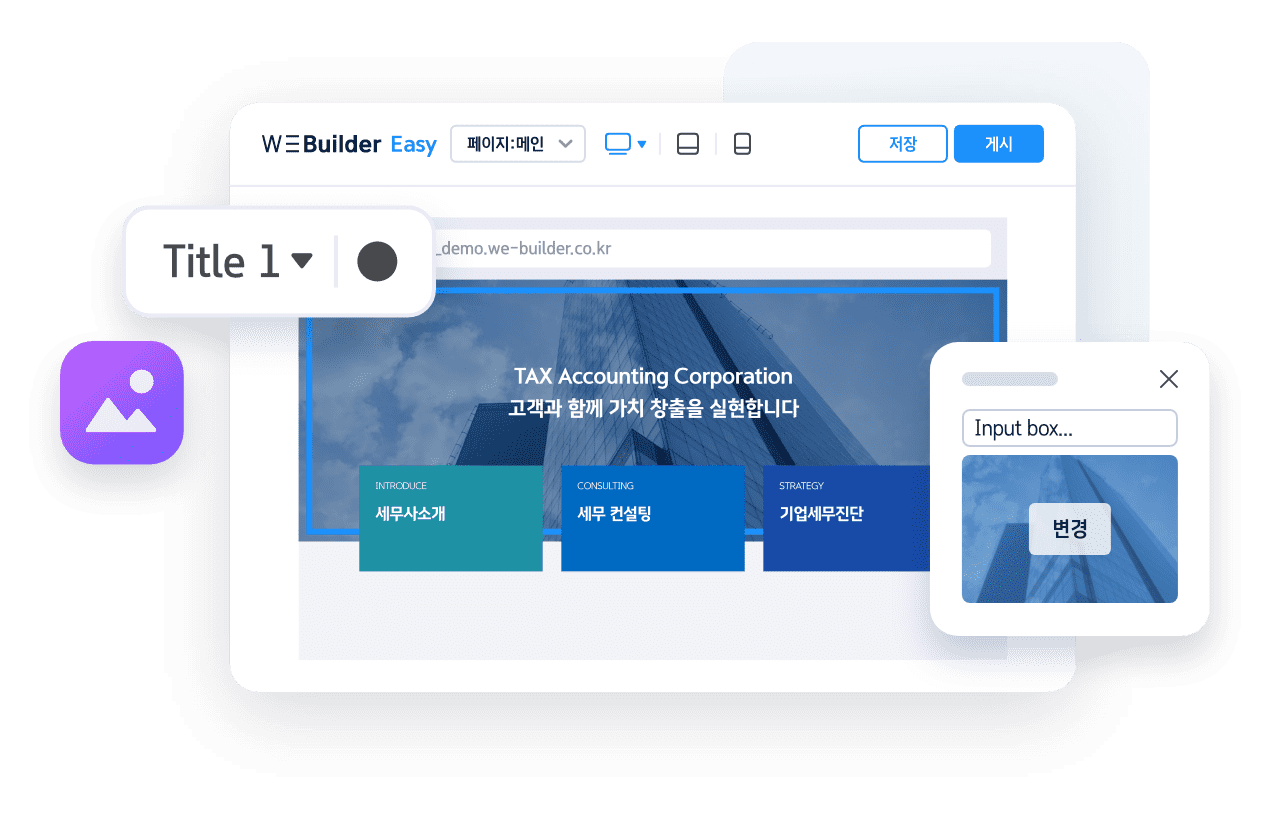 WEBuilder Easy
페이지:메인
저장
게시
Title 1
_demo.we-builder.co.kr
TAX Accounting Corporation
고객과 함께 가치 창출을 실현합니다
INTRODUCE
세무사소개
CONSULTING
세무 컨설팅
STRATEGY
기업세무진단
Input box...
변경